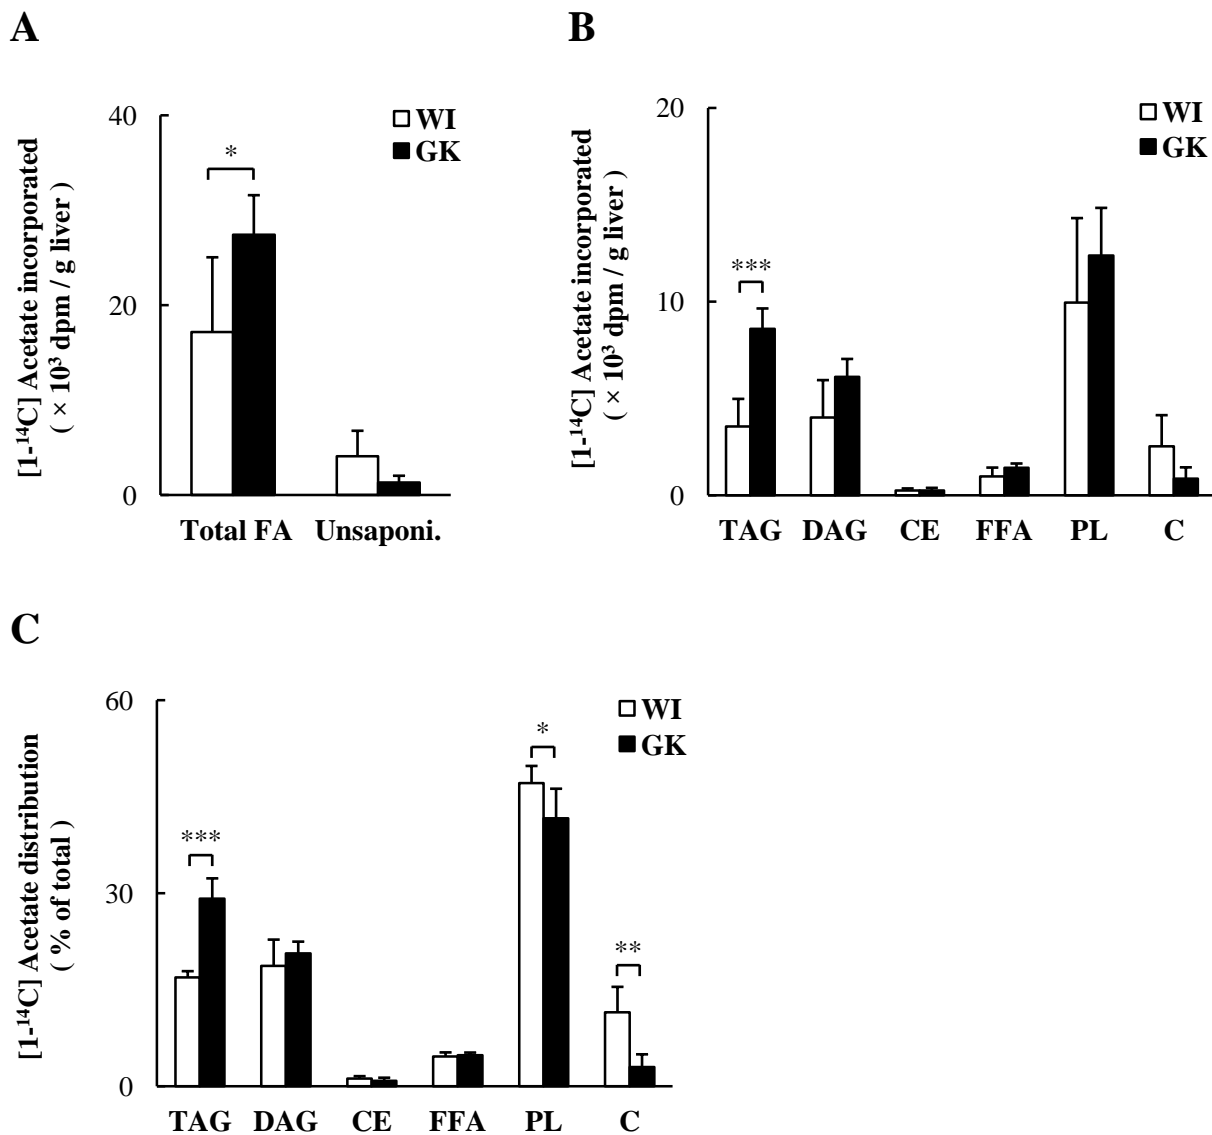 A
[1-¹⁴C] Acetate incorporated
( × 10³ dpm / g liver )
40
20
0
WI
GK
*
Total FA Unsaponi.
B
[1-¹⁴C] Acetate incorporated
( × 10³ dpm / g liver )
20
10
0
WI
GK
***
TAG DAG CE FFA PL C
C
[1-¹⁴C] Acetate distribution
( % of total )
60
30
0
WI
GK
***
*
**
TAG DAG CE FFA PL C